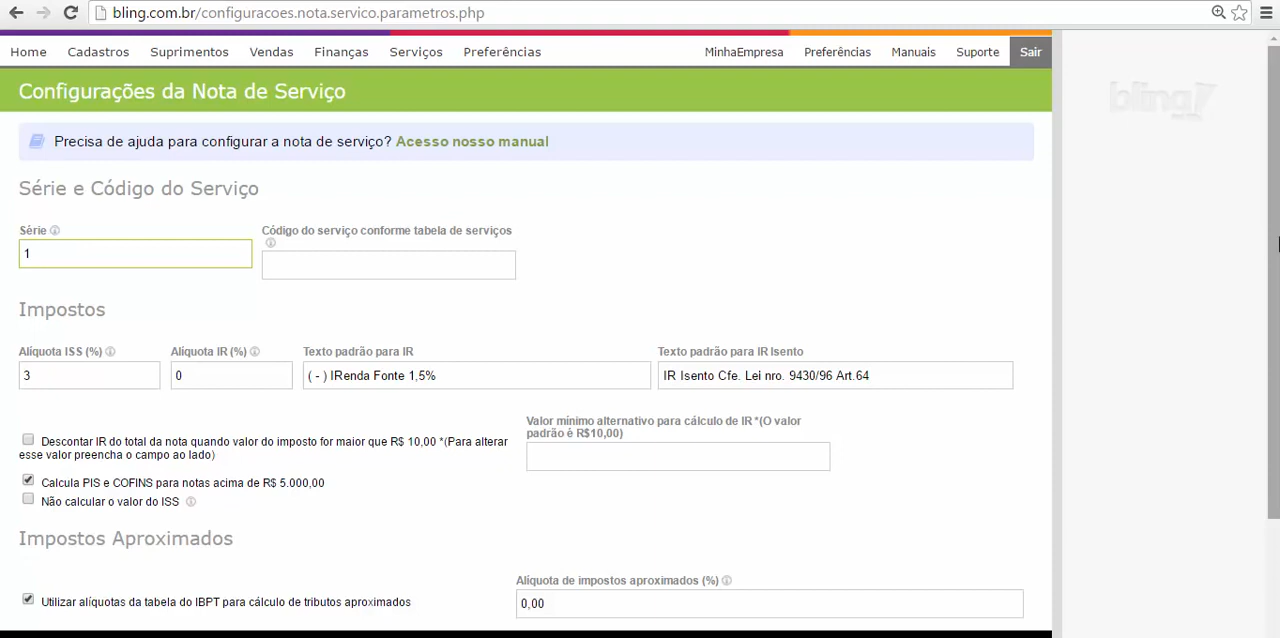 bling.com.br/configuracoes.nota.servico.parametros.php
Home Cadastros Suprimentos Vendas Finanças Serviços Preferências MinhaEmpresa Preferências Manuais Suporte Sair
Configurações da Nota de Serviço
bling
Precisa de ajuda para configurar a nota de serviço? Acesso nosso manual
Série e Código do Serviço
Série Código do serviço conforme tabela de serviços
1
Impostos
Alíquota ISS (%) Alíquota IR (%) Texto padrão para IR Texto padrão para IR Isento
3 0 ( - ) IRenda Fonte 1,5% IR Isento Cfe. Lei nro. 9430/96 Art.64
Valor mínimo alternativo para cálculo de IR *(O valor
padrão é R$10,00)
Descontar IR do total da nota quando valor do imposto for maior que R$ 10,00 *(Para alterar
esse valor preencha o campo ao lado)
Calcula PIS e COFINS para notas acima de R$ 5.000,00
Não calcular o valor do ISS
Impostos Aproximados
Alíquota de impostos aproximados (%)
Utilizar alíquotas da tabela do IBPT para cálculo de tributos aproximados 0,00